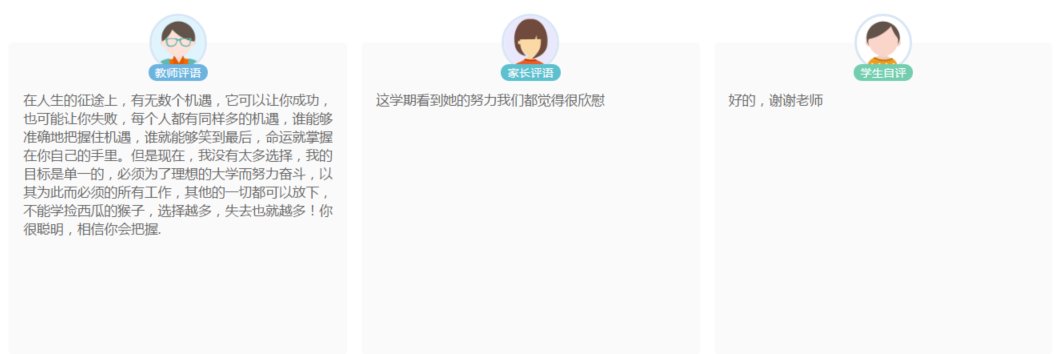 教师评语
在人生的征途上，有无数个机遇，它可以让你成功，
也可能让你失败，每个人都有同样多的机遇，谁能够
准确地把握住机遇，谁就能够笑到最后，命运就掌握
在你自己的手里。但是现在，我没有太多选择，我的
目标是单一的，必须为了理想的大学而努力奋斗，以
其为此而必须的所有工作，其他的一切都可以放下，
不能学捡西瓜的猴子，选择越多，失去也就越多！你
很聪明，相信你会把握.
家长评语
这学期看到她的努力我们都觉得很欣慰
学生自评
好的，谢谢老师